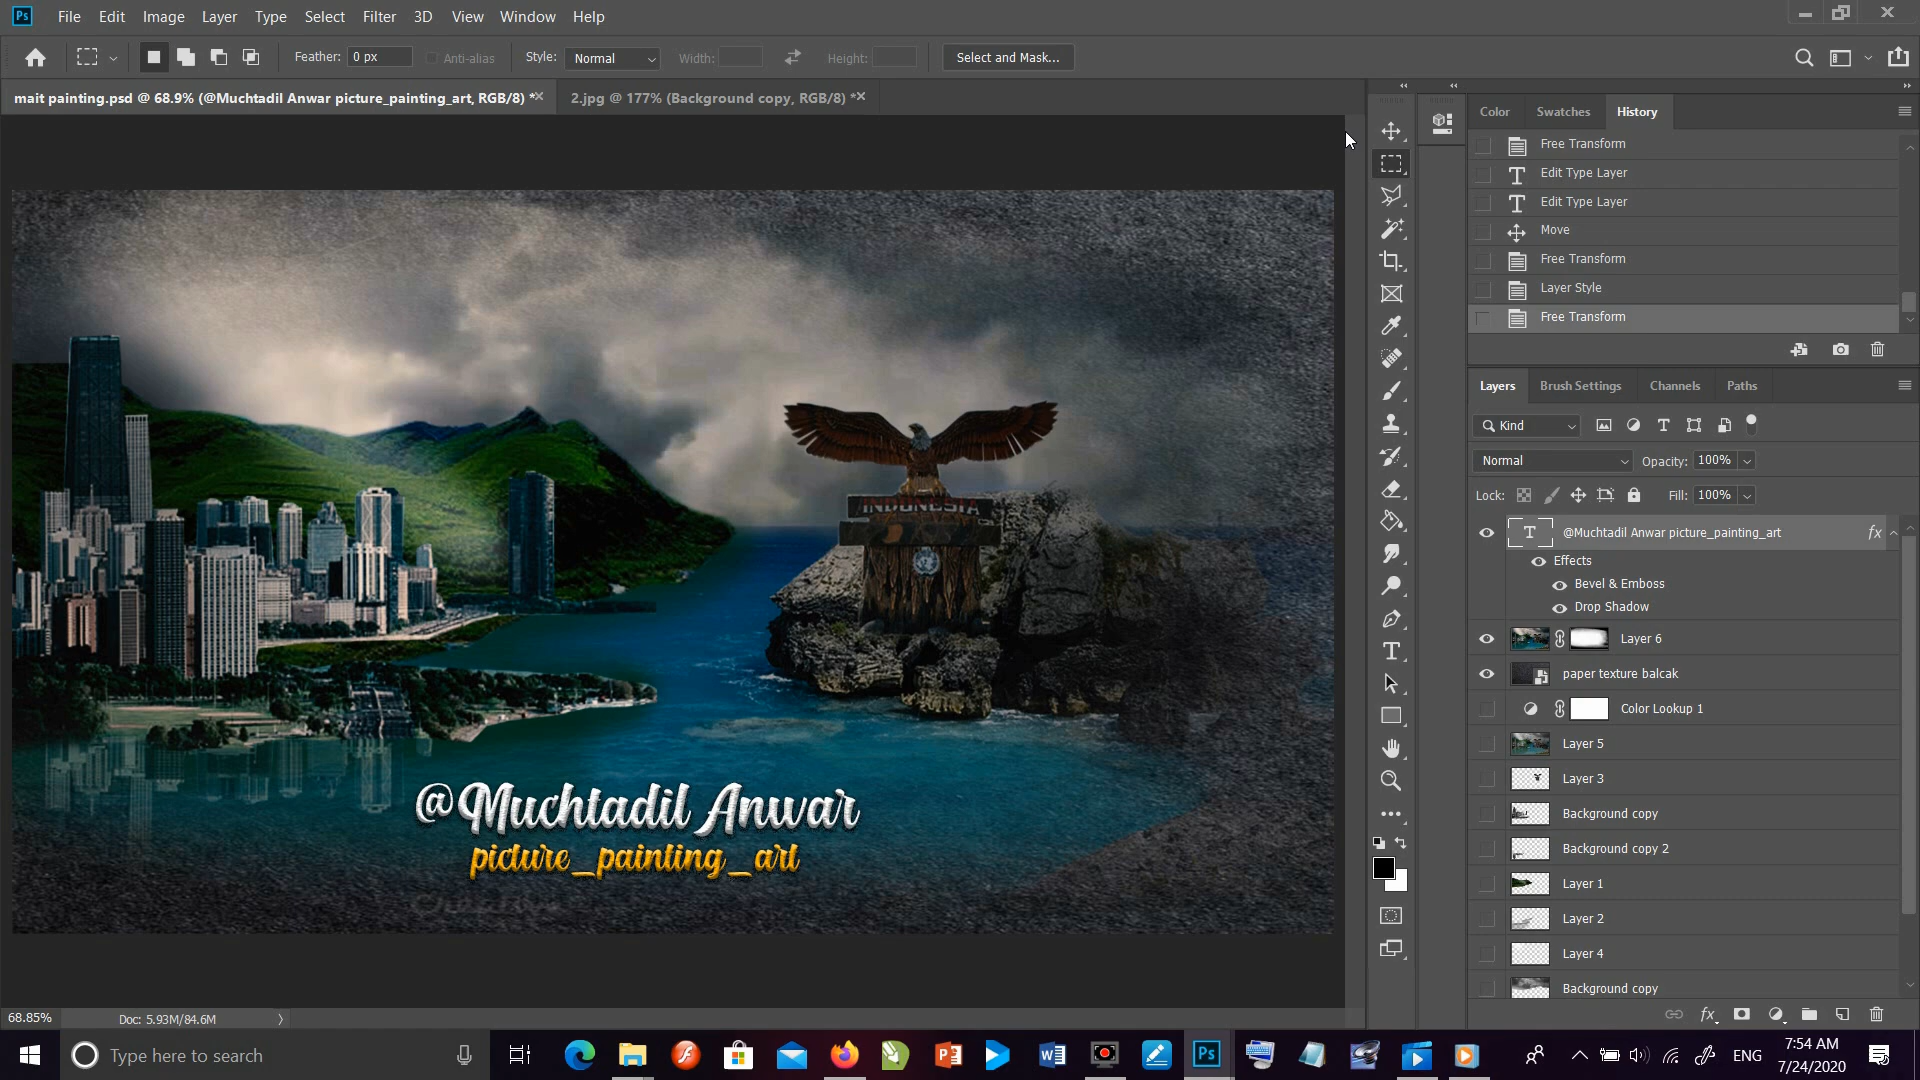 Ps File Edit Image Layer Type Select Filter 3D View Window Help
Feather: 0 px Anti-alias Style: Normal Width: Height: Select and Mask...
mait painting.psd @ 68.9% (@Muchtadil Anwar picture_painting_art, RGB/8) * 2.jpg @ 177% (Background copy, RGB/8) *
Color Swatches History
Free Transform
Edit Type Layer
Edit Type Layer
Move
Free Transform
Layer Style
Free Transform
Layers Brush Settings Channels Paths
Kind
Normal Opacity: 100%
Lock: Fill: 100%
@Muchtadil Anwar picture_painting_art fx
Effects
Bevel & Emboss
Drop Shadow
Layer 6
paper texture balcak
Color Lookup 1
Layer 5
Layer 3
Background copy
Background copy 2
Layer 1
Layer 2
Layer 4
Background copy
INDONESIA
@Muchtadil Anwar
picture_painting_art
68.85% Doc: 5.93M/84.6M
Type here to search
ENG
7:54 AM
7/24/2020